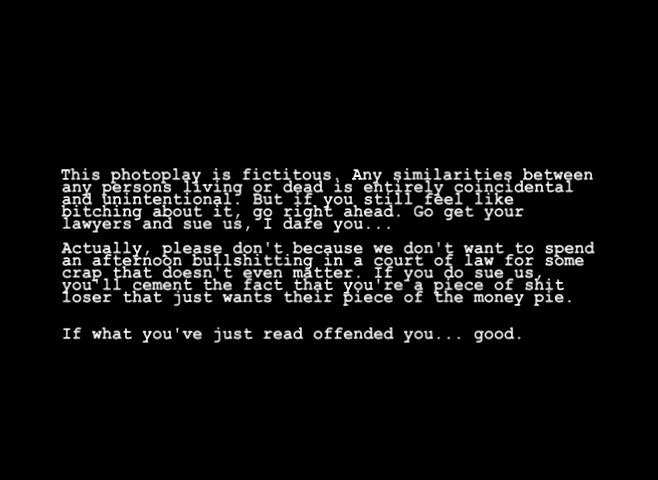 This photoplay is fictitous. Any similarities between
any persons living or dead is entirely coincidental
and unintentional. But if you still feel like
bitching about it, go right ahead. Go get your
lawyers and sue us, I dare you...
Actually, please don't because we don't want to spend
an afternoon bullshitting in a court of law for some
crap that doesn't even matter. If you do sue us,
you'll cement the fact that you're a piece of shit
loser that just wants their piece of the money pie.
If what you've just read offended you... good.